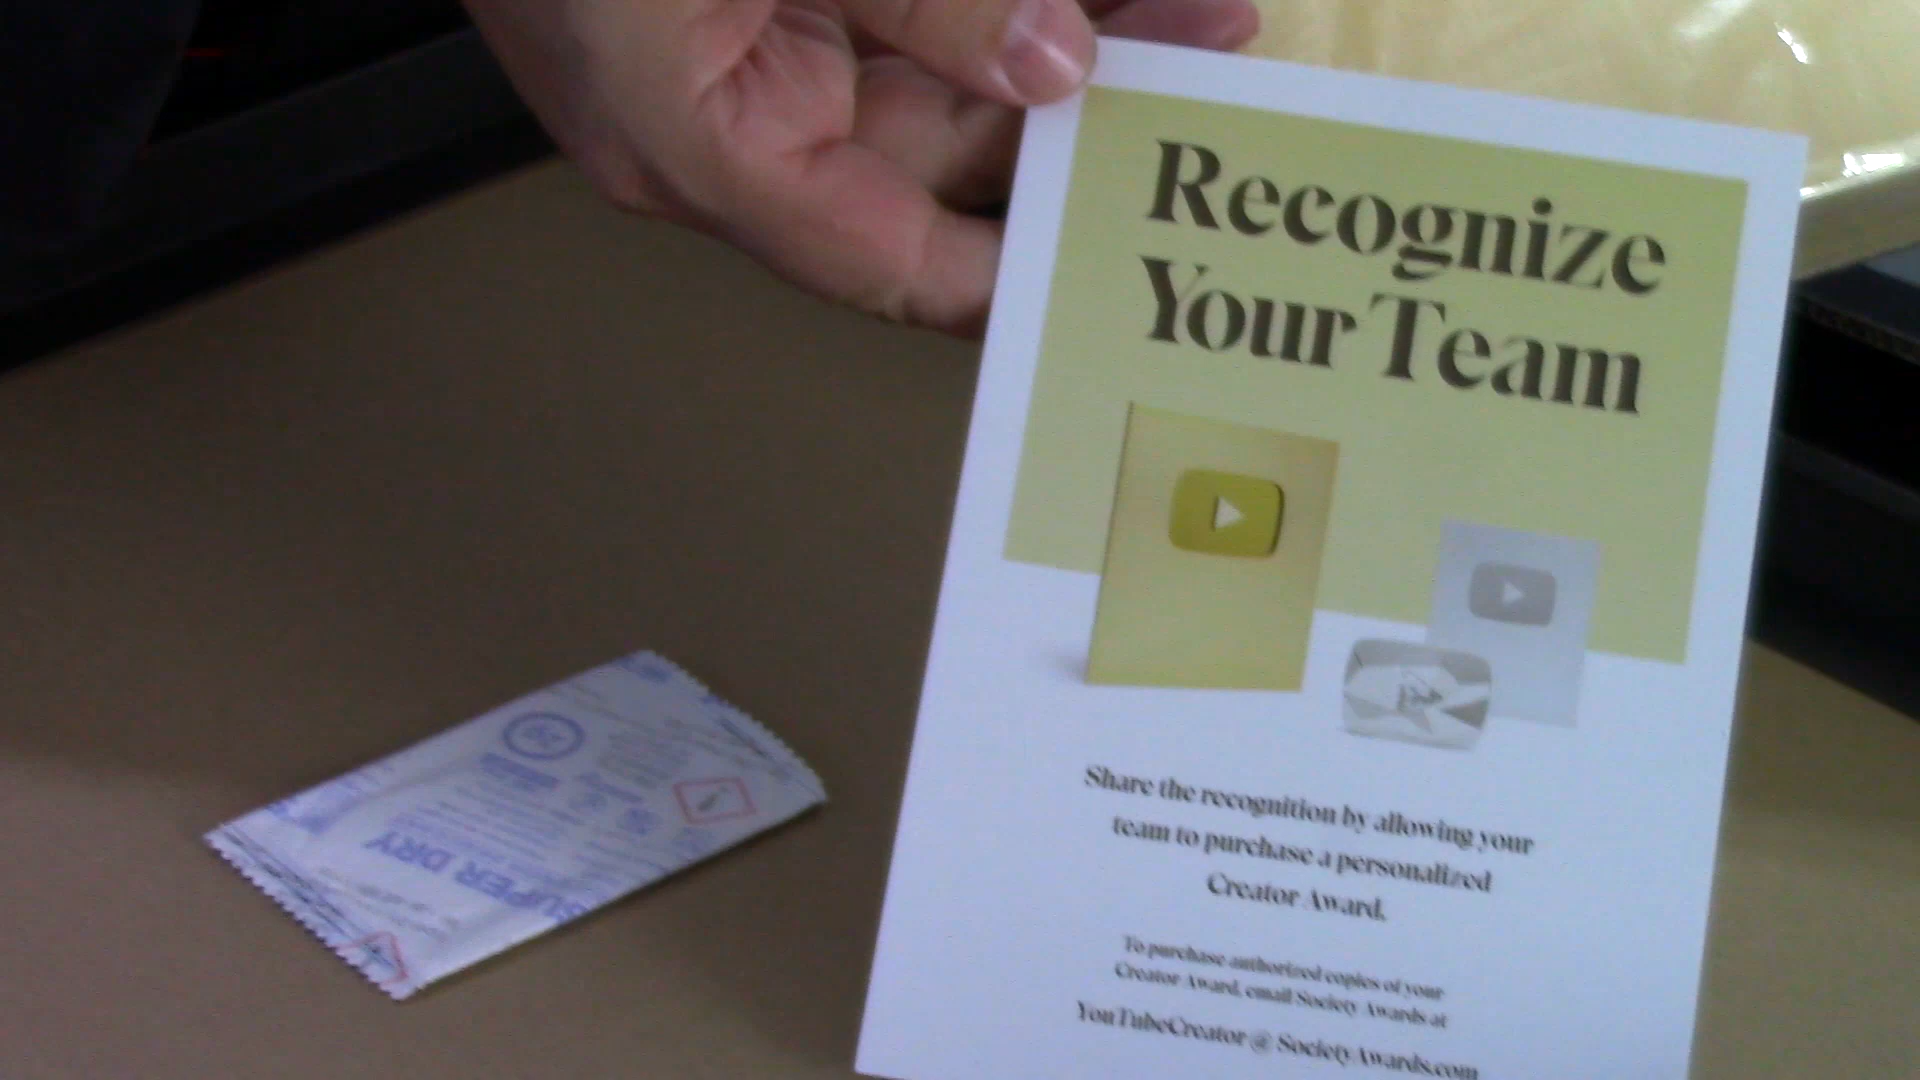 Recognize
Your Team
Share the recognition by allowing your
team to purchase a personalized
Creator Award.
To purchase authorized copies of your
Creator Award, email Society Awards at
YouTubeCreator @ SocietyAwards.com
SUPER DRY